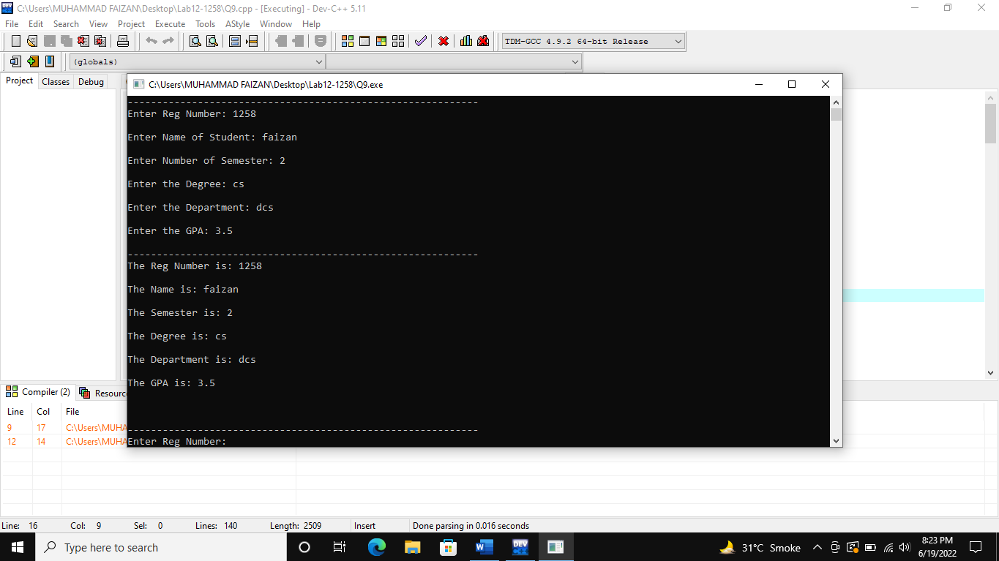 C:\Users\MUHAMMAD FAIZAN\Desktop\Lab12-1258\Q9.cpp - [Executing] - Dev-C++ 5.11
File Edit Search View Project Execute Tools AStyle Window Help
TDM-GCC 4.9.2 64-bit Release
(globals)
Project Classes Debug
C:\Users\MUHAMMAD FAIZAN\Desktop\Lab12-1258\Q9.exe
------------------------------------------------------------
Enter Reg Number: 1258
Enter Name of Student: faizan
Enter Number of Semester: 2
Enter the Degree: cs
Enter the Department: dcs
Enter the GPA: 3.5
------------------------------------------------------------
The Reg Number is: 1258
The Name is: faizan
The Semester is: 2
The Degree is: cs
The Department is: dcs
The GPA is: 3.5
------------------------------------------------------------
Enter Reg Number:
Compiler (2) Resourc
Line Col File
9 17 C:\Users\MUHA
12 14 C:\Users\MUHA
Line: 16 Col: 9 Sel: 0 Lines: 140 Length: 2509 Insert Done parsing in 0.016 seconds
Type here to search
31°C Smoke
8:23 PM
6/19/2022